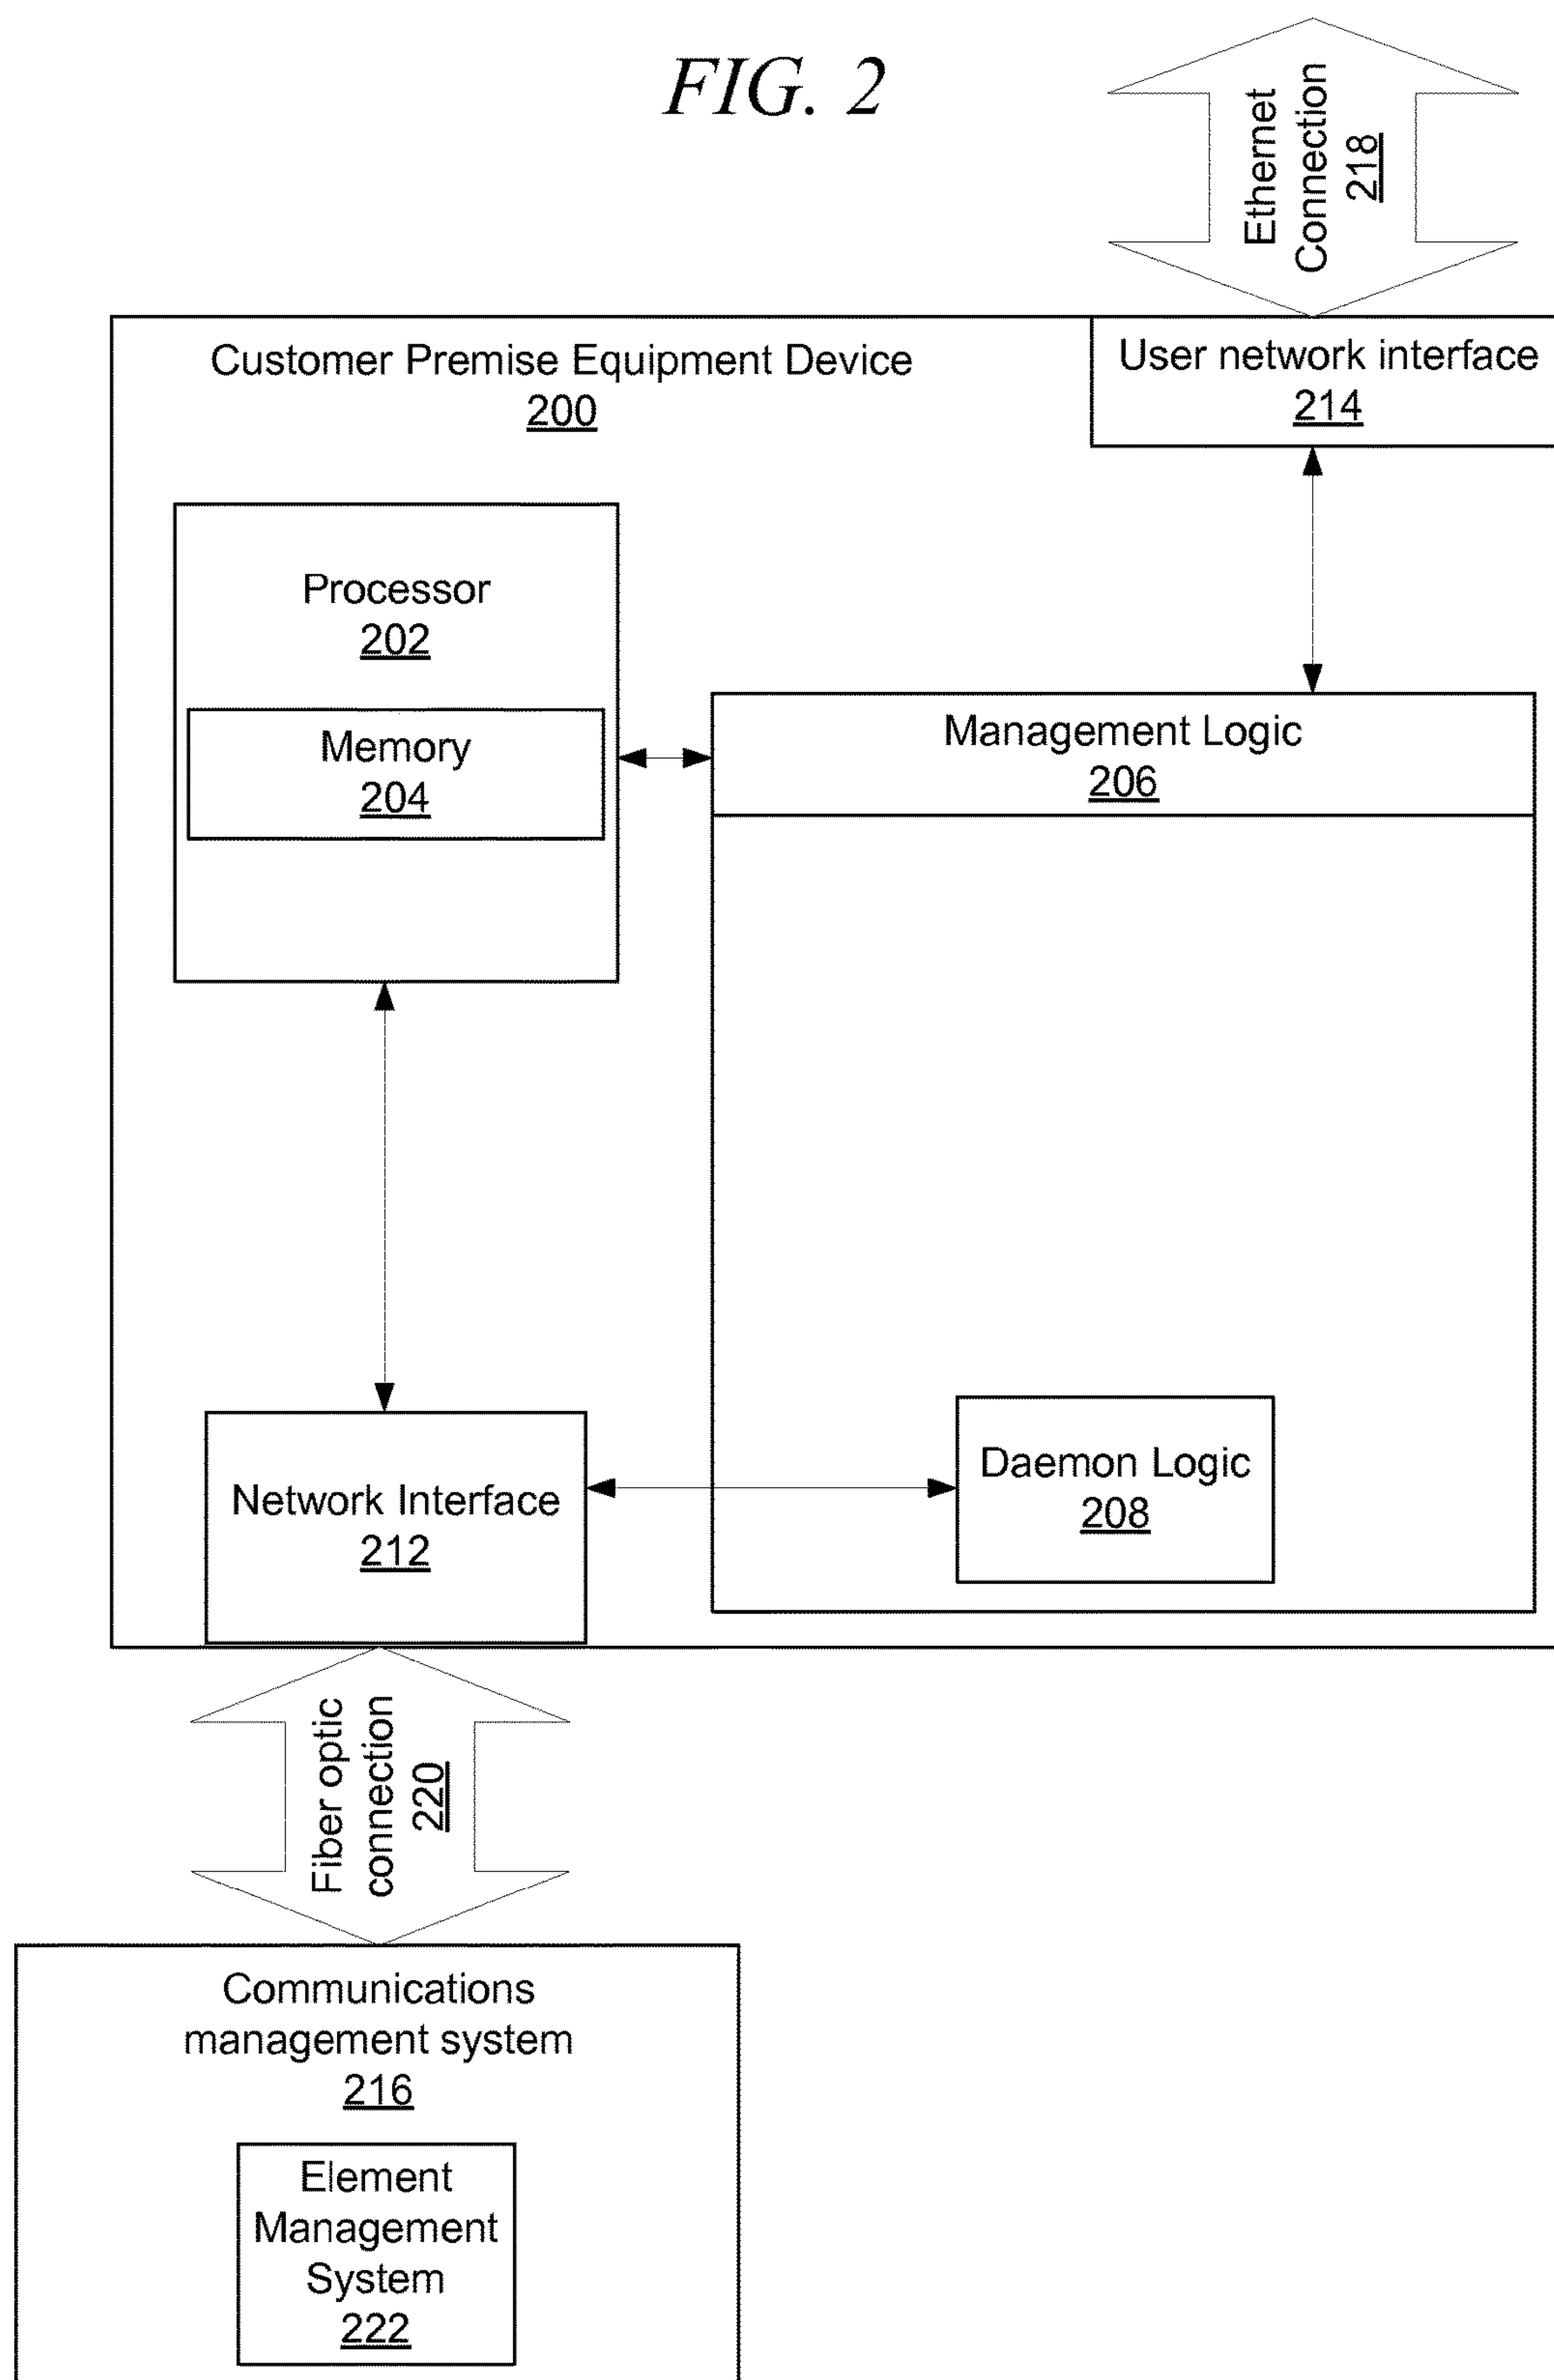 FIG. 2
Ethernet
Connection
218
Customer Premise Equipment Device
200
User network interface
214
Processor
202
Memory
204
Management Logic
206
Daemon Logic
208
Network Interface
212
Fiber optic
connection
220
Communications
management system
216
Element
Management
System
222